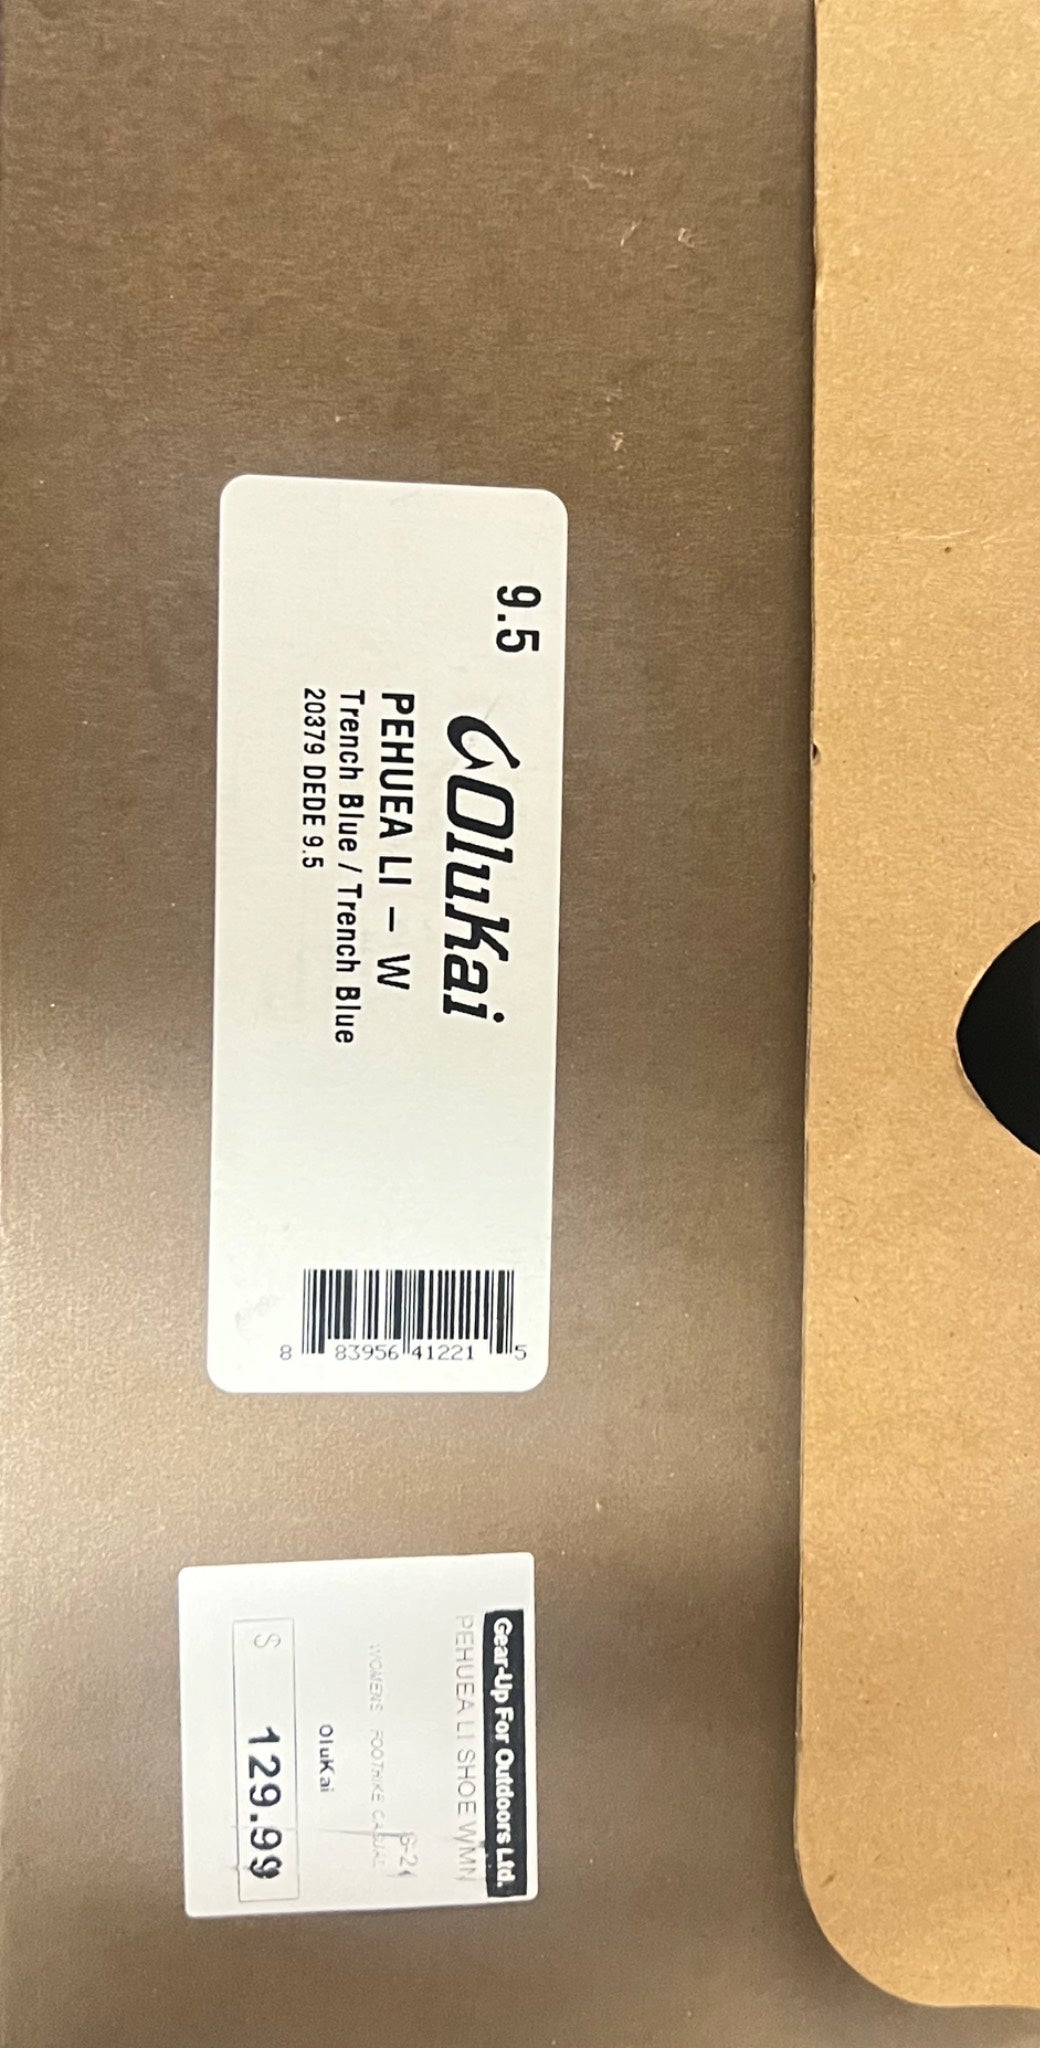 9.5
OluKai
PEHUEA LI – W
Trench Blue / Trench Blue
20379 DEDE 9.5
8 83956 41221 5
Gear-Up For Outdoors Ltd.
PEHUEA LI SHOE WMN
WOMENS FOOTHIKE CASUAL
OluKai
$ 129.99